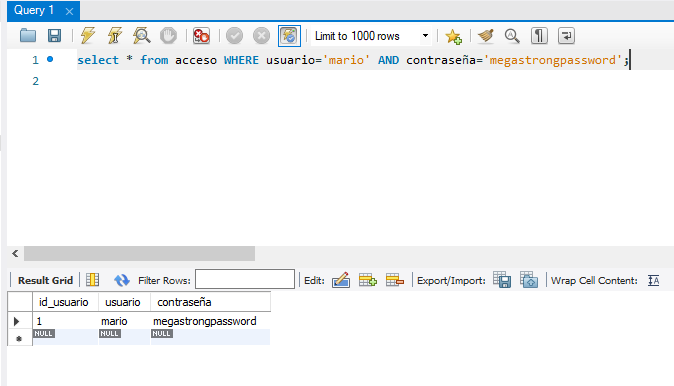 Query 1
Limit to 1000 rows
1 select * from acceso WHERE usuario='mario' AND contraseña='megastrongpassword';
2
Result Grid Filter Rows: Edit: Export/Import: Wrap Cell Content:
id_usuario usuario contraseña
1 mario megastrongpassword
NULL NULL NULL